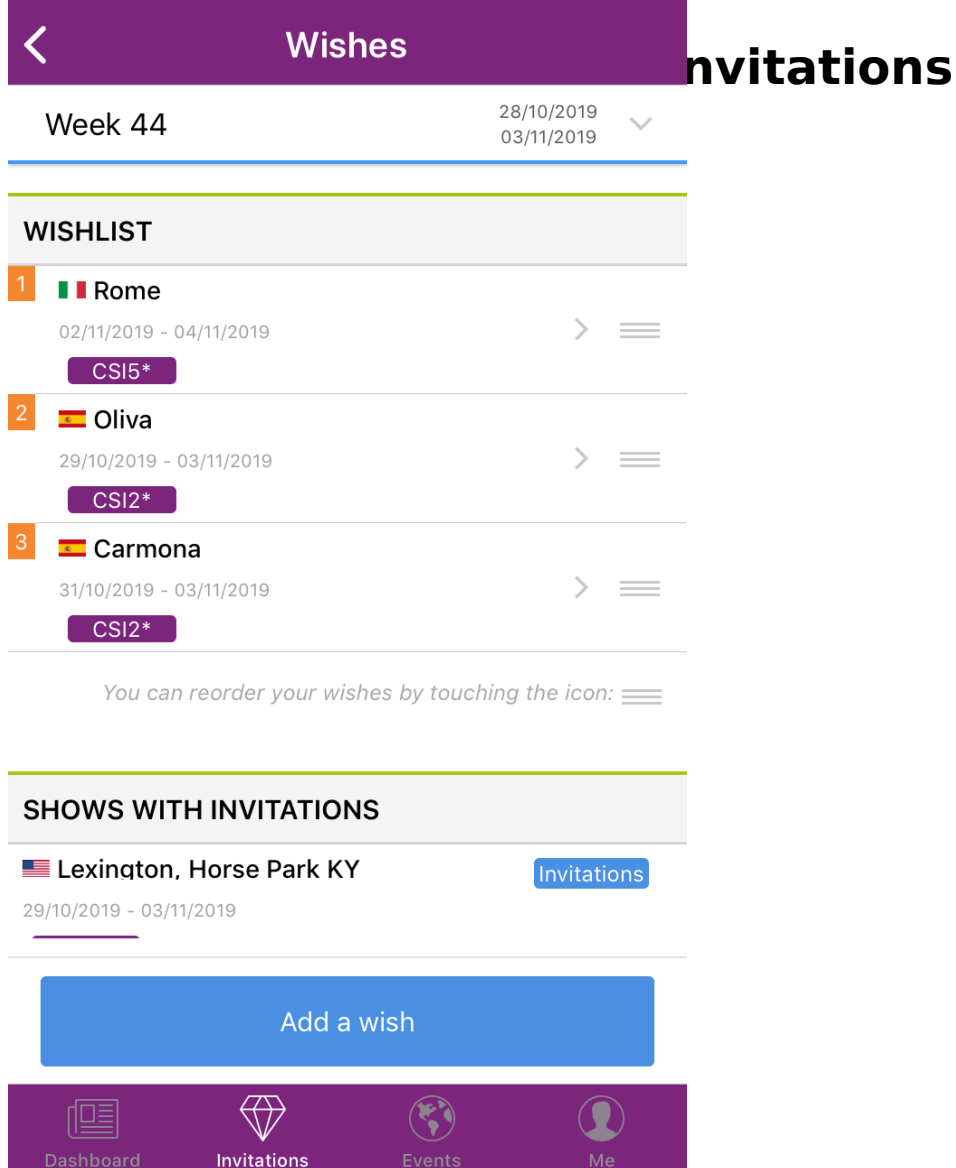 Wishes
nvitations
Week 44
28/10/2019
03/11/2019
WISHLIST
1
Rome
02/11/2019 - 04/11/2019
CSI5*
2
Oliva
29/10/2019 - 03/11/2019
CSI2*
3
Carmona
31/10/2019 - 03/11/2019
CSI2*
You can reorder your wishes by touching the icon:
SHOWS WITH INVITATIONS
Lexington, Horse Park KY
Invitations
29/10/2019 - 03/11/2019
Add a wish
Dashboard Invitations Events Me